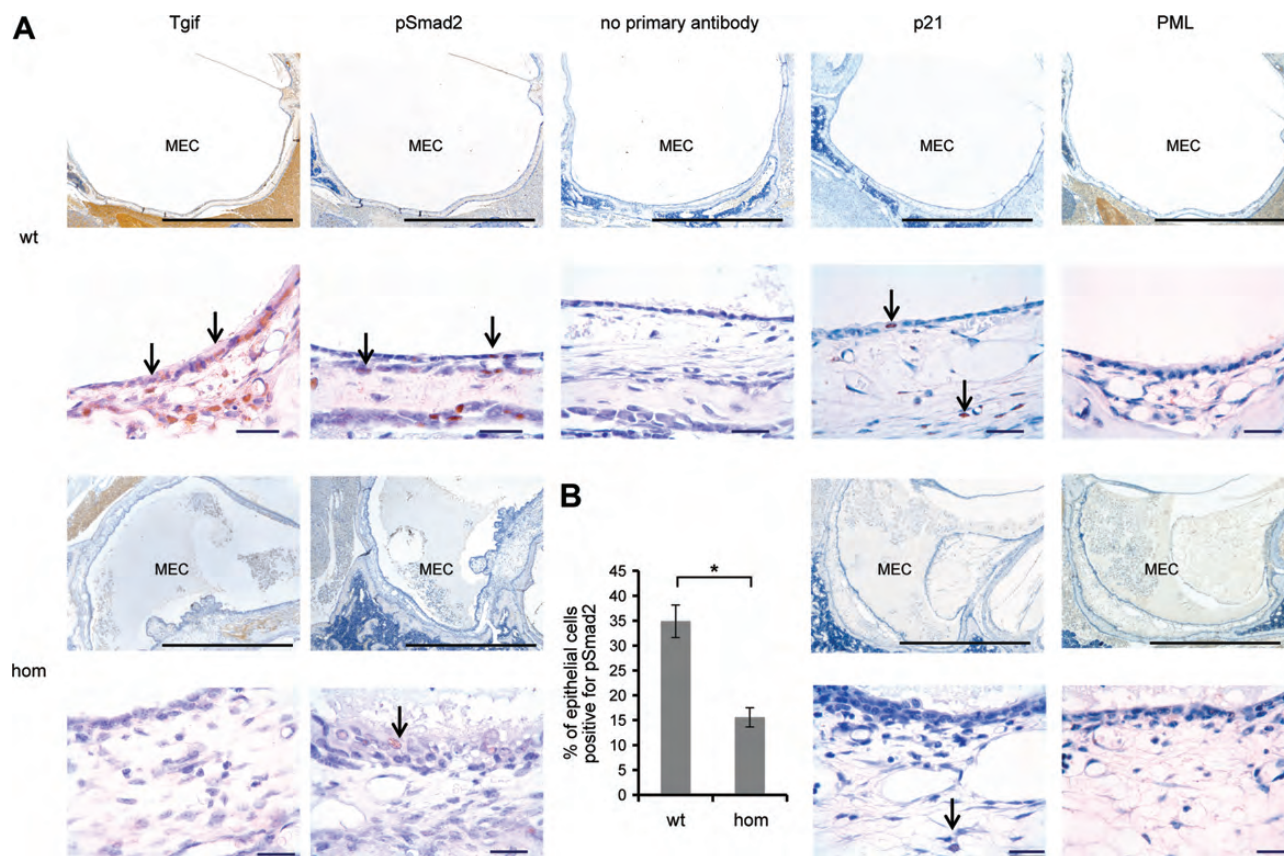 A
Tgif
pSmad2
no primary antibody
p21
PML
MEC
MEC
MEC
MEC
MEC
wt
MEC
MEC
B
MEC
MEC
hom
% of epithelial cells
positive for pSmad2
45
40
35
30
25
20
15
10
5
0
*
wt
hom